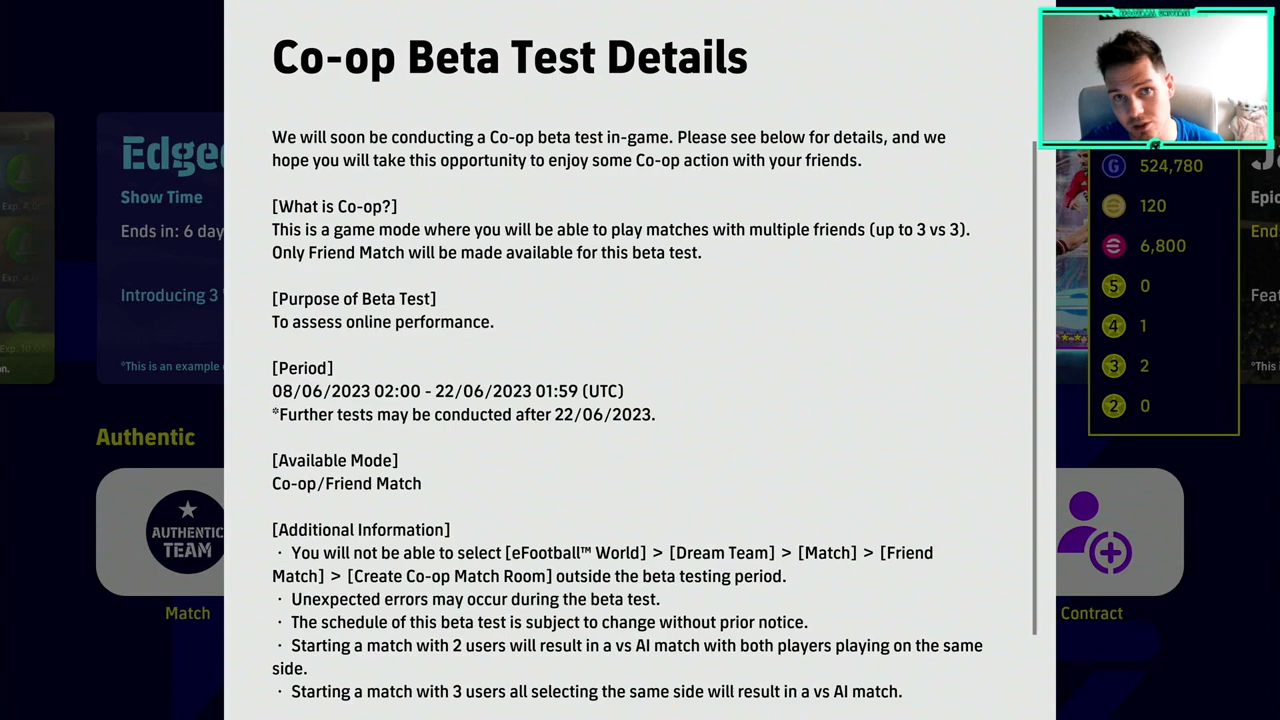 Co-op Beta Test Details
We will soon be conducting a Co-op beta test in-game. Please see below for details, and we
hope you will take this opportunity to enjoy some Co-op action with your friends.
[What is Co-op?]
This is a game mode where you will be able to play matches with multiple friends (up to 3 vs 3).
Only Friend Match will be made available for this beta test.
[Purpose of Beta Test]
To assess online performance.
[Period]
08/06/2023 02:00 - 22/06/2023 01:59 (UTC)
*Further tests may be conducted after 22/06/2023.
[Available Mode]
Co-op/Friend Match
[Additional Information]
· You will not be able to select [eFootball™ World] > [Dream Team] > [Match] > [Friend
Match] > [Create Co-op Match Room] outside the beta testing period.
· Unexpected errors may occur during the beta test.
· The schedule of this beta test is subject to change without prior notice.
· Starting a match with 2 users will result in a vs AI match with both players playing on the same
side.
· Starting a match with 3 users all selecting the same side will result in a vs AI match.
Show Time
Ends in: 6 day
Introducing 3
*This is an example
Authentic
AUTHENTIC
TEAM
Match
G 524,780
120
6,800
5 0
4 1
3 2
2 0
Contract